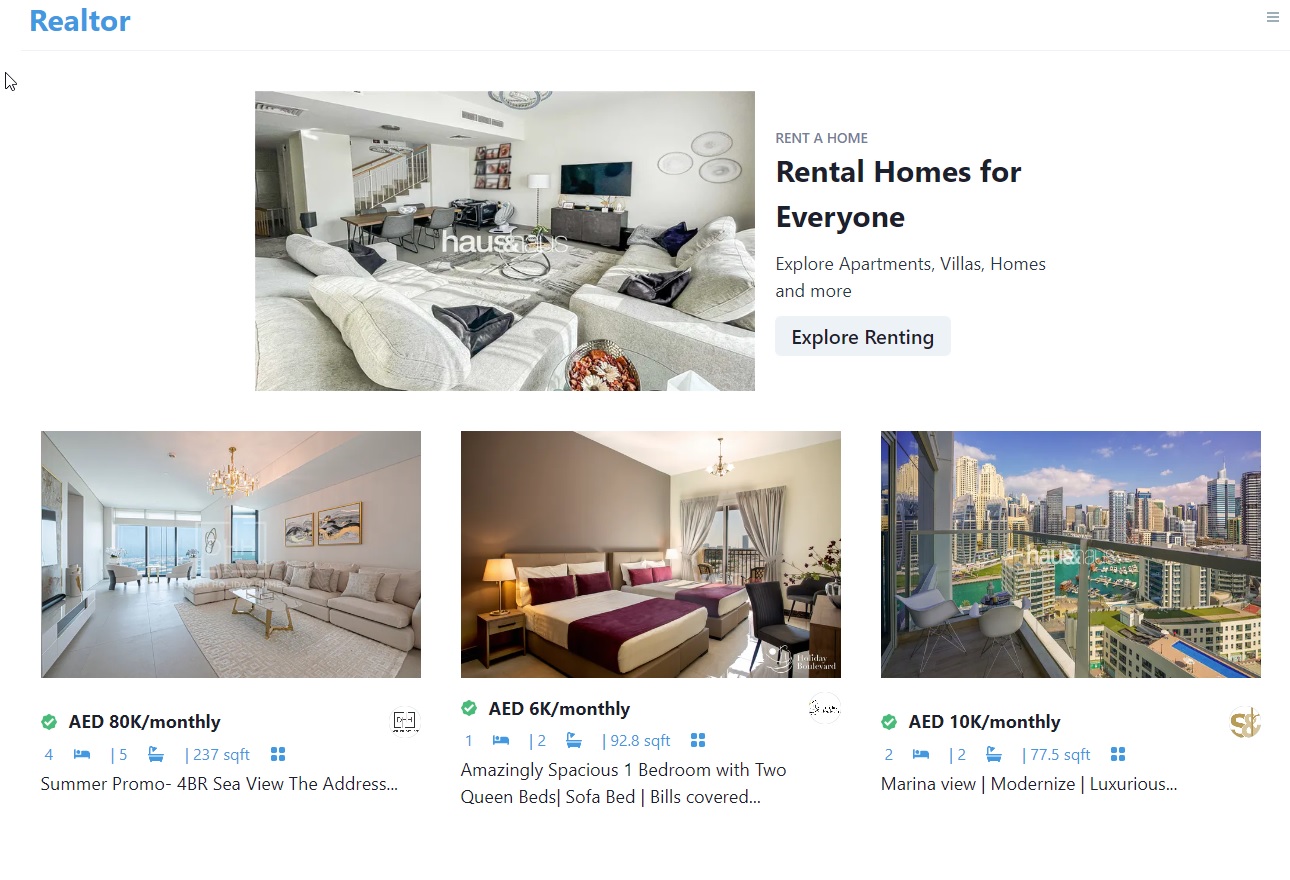 Realtor
haus&haus
RENT A HOME
Rental Homes for
Everyone
Explore Apartments, Villas, Homes
and more
Explore Renting
Holiday
Boulevard
haus&haus
AED 80K/monthly
4 | 5 | 237 sqft
Summer Promo- 4BR Sea View The Address...
AED 6K/monthly
1 | 2 | 92.8 sqft
Amazingly Spacious 1 Bedroom with Two
Queen Beds| Sofa Bed | Bills covered...
AED 10K/monthly
2 | 2 | 77.5 sqft
Marina view | Modernize | Luxurious...